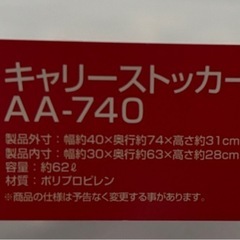 キャリーストッカー
AA-740
製品外寸：幅約40×奥行約74×高さ約31cm
製品内寸：幅約30×奥行約63×高さ約28cm
容量：約62ℓ
材質：ポリプロピレン
※商品の仕様は予告なく変更する事があります。